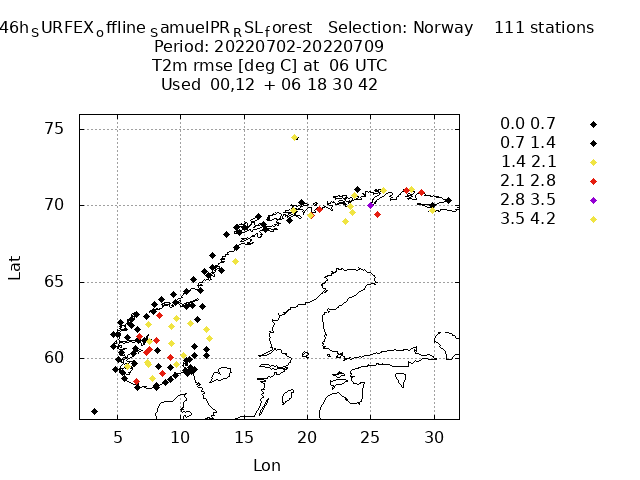 46hSURFEXoffline SamuelPRRSLforest Selection: Norway 111 stations
Period: 20220702-20220709
T2m rmse [deg C] at 06 UTC
Used 00,12 + 06 18 30 42
0.0 0.7
0.7 1.4
1.4 2.1
2.1 2.8
2.8 3.5
3.5 4.2
75
70
65
60
Lat
5 10 15 20 25 30
Lon